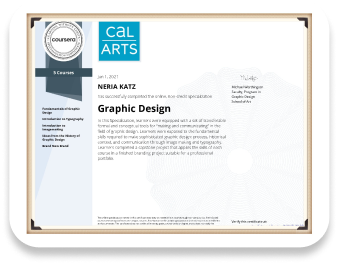 coursera
CAL
ARTS
5 Courses
Fundamentals of Graphic
Design
Introduction to Typography
Introduction to
Imagemaking
Ideas from the History of
Graphic Design
Brand New Brand
Jun 1, 2021
NERIA KATZ
has successfully completed the online, non-credit Specialization
Graphic Design
In this Specialization, learners were equipped with a set of transferable
formal and conceptual tools for "making and communicating" in the
field of graphic design. Learners were exposed to the fundamental
skills required to make sophisticated graphic design: process, historical
context, and communication through image-making and typography.
Learners completed a capstone project that applies the skills of each
course in a finished branding project suitable for a professional
portfolio.
Michael Worthington
Faculty, Program in
Graphic Design
School of Art
Verify this certificate at: